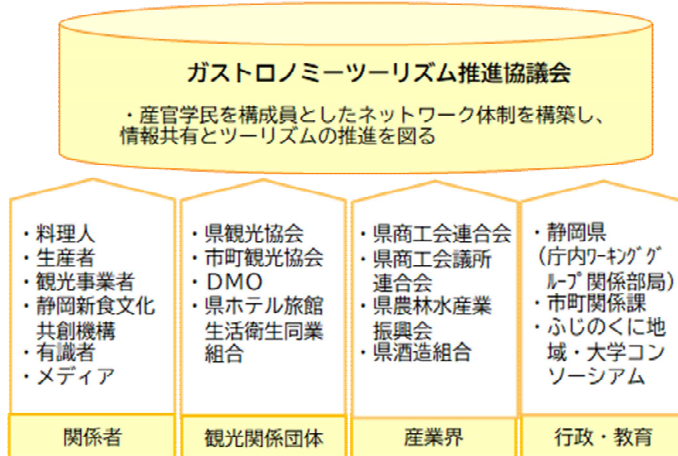 ガストロノミーツーリズム推進協議会
・産官学民を構成員としたネットワーク体制を構築し、
情報共有とツーリズムの推進を図る
・料理人
・生産者
・観光事業者
・静岡新食文化
共創機構
・有識者
・メディア
関係者
・県観光協会
・市町観光協会
・DMO
・県ホテル旅館
生活衛生同業
組合
観光関係団体
・県商工会連合会
・県商工会議所
連合会
・県農林水産業
振興会
・県酒造組合
産業界
・静岡県
(庁内ﾜｰｷﾝｸﾞｸﾞ
ﾙｰﾌﾟ関係部局)
・市町関係課
・ふじのくに地
域・大学コン
ソーシアム
行政・教育